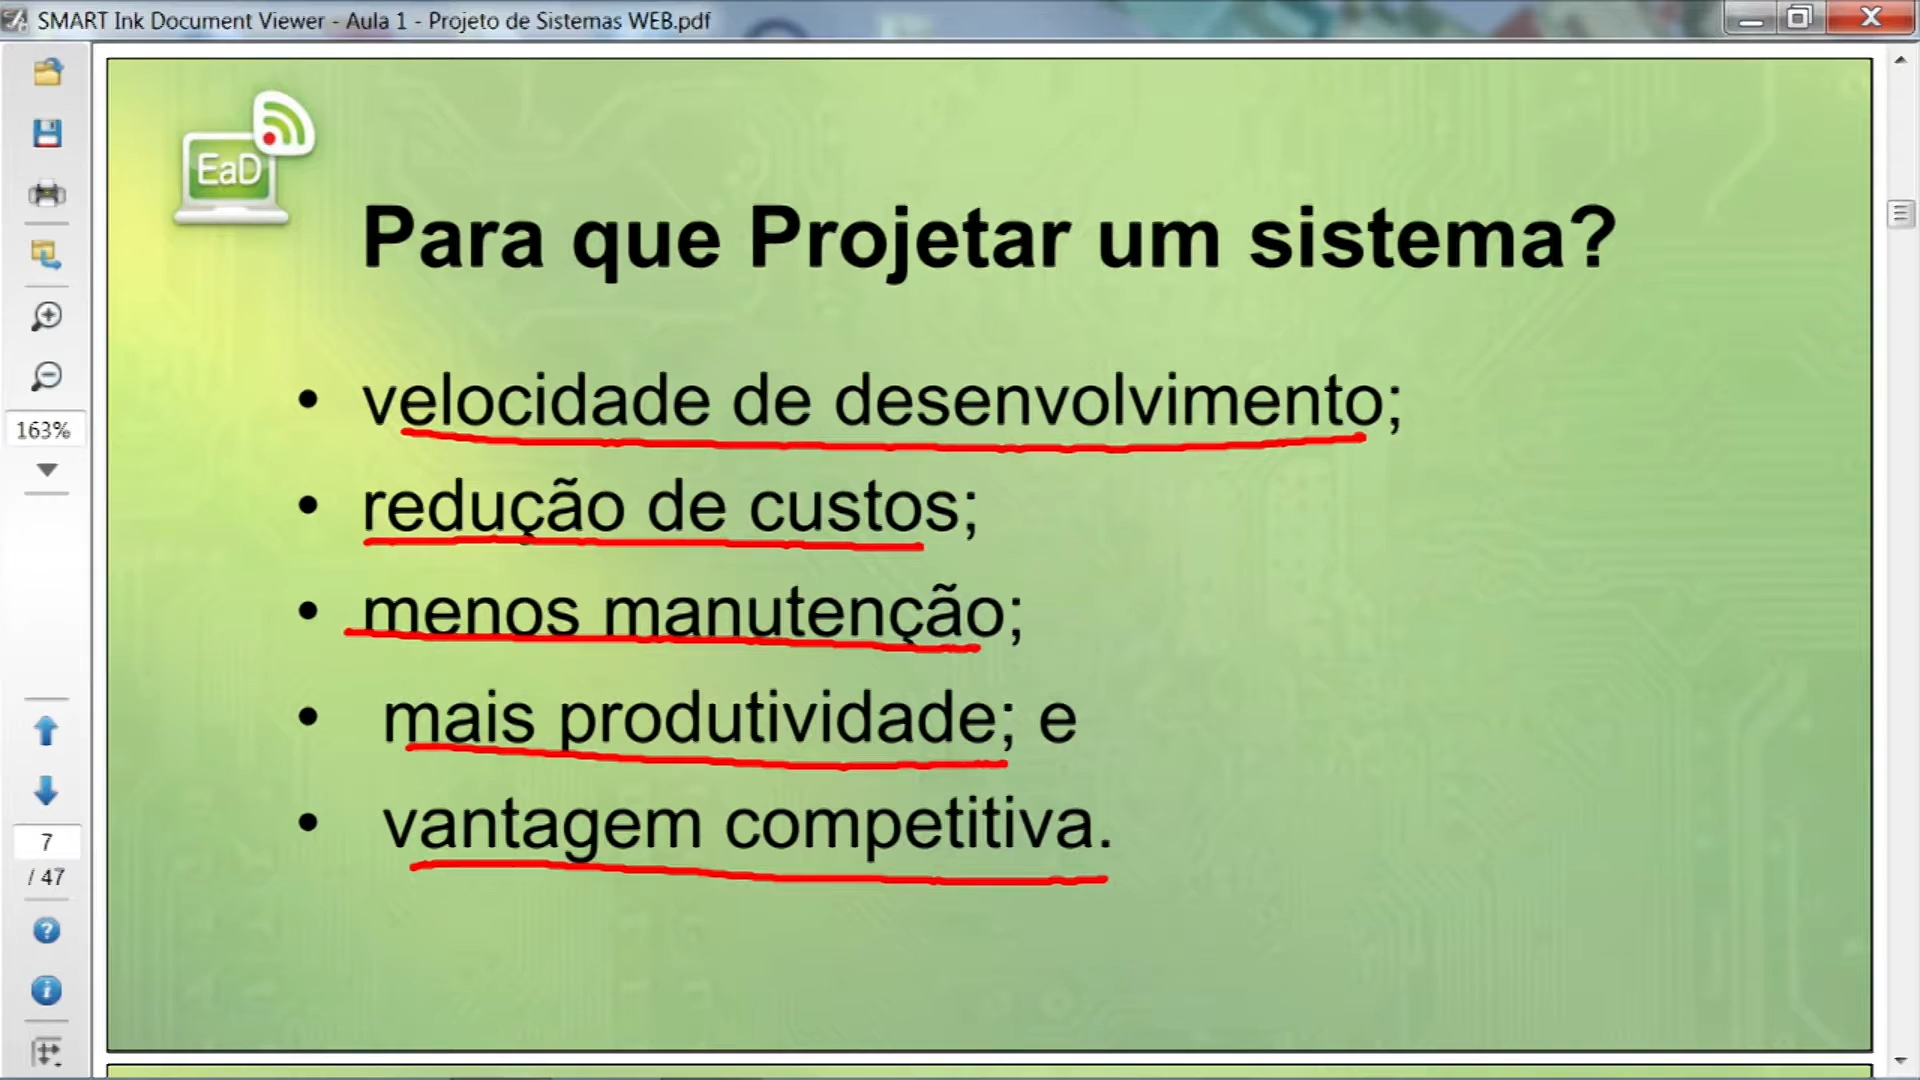 SMART Ink Document Viewer - Aula 1 - Projeto de Sistemas WEB.pdf
EaD
Para que Projetar um sistema?
• velocidade de desenvolvimento;
• redução de custos;
• menos manutenção;
• mais produtividade; e
• vantagem competitiva.
163%
7
/ 47